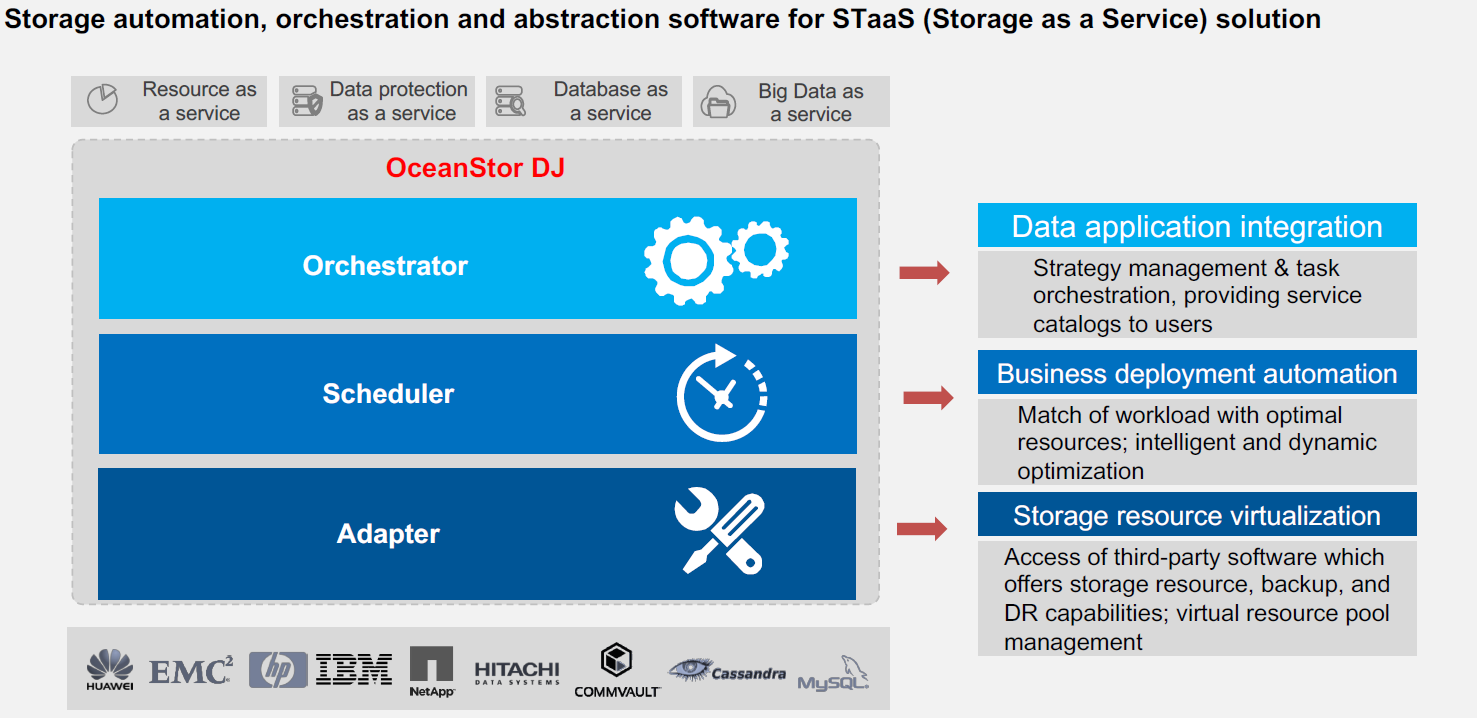 Storage automation, orchestration and abstraction software for STaaS (Storage as a Service) solution
Resource as
a service
Data protection
as a service
Database as
a service
Big Data as
a service
OceanStor DJ
Orchestrator
Scheduler
Adapter
Data application integration
Strategy management & task
orchestration, providing service
catalogs to users
Business deployment automation
Match of workload with optimal
resources; intelligent and dynamic
optimization
Storage resource virtualization
Access of third-party software which
offers storage resource, backup, and
DR capabilities; virtual resource pool
management
HUAWEI
EMC²
hp
IBM
NetApp
HITACHI
DATA SYSTEMS
COMMVAULT
Cassandra
MySQL